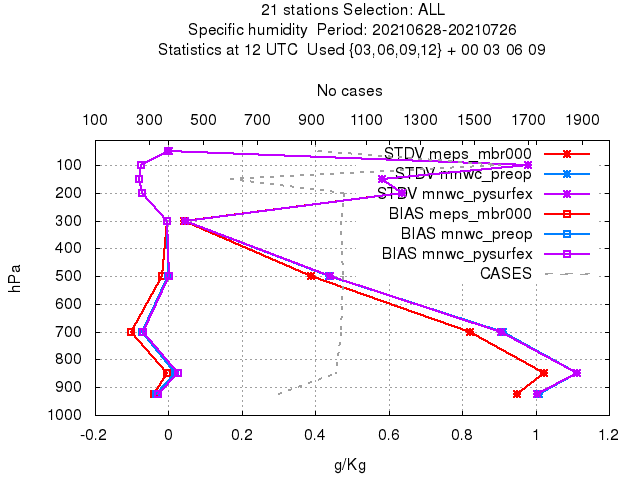 21 stations Selection: ALL
Specific humidity  Period: 20210628-20210726
Statistics at 12 UTC  Used {03,06,09,12} + 00 03 06 09
No cases
100 300 500 700 900 1100 1300 1500 1700 1900
STDV meps_mbr000
STDV mnwc_preop
STDV mnwc_pysurfex
BIAS meps_mbr000
BIAS mnwc_preop
BIAS mnwc_pysurfex
CASES
hPa
100
200
300
400
500
600
700
800
900
1000
-0.2 0 0.2 0.4 0.6 0.8 1 1.2
g/Kg